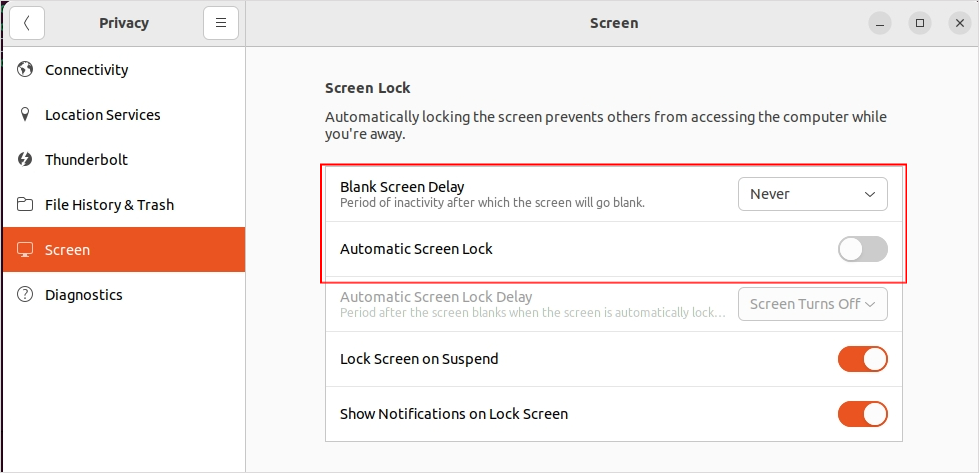 Privacy
Screen
Connectivity
Location Services
Thunderbolt
File History & Trash
Screen
Diagnostics
Screen Lock
Automatically locking the screen prevents others from accessing the computer while
you're away.
Blank Screen Delay
Period of inactivity after which the screen will go blank.
Never
Automatic Screen Lock
Automatic Screen Lock Delay
Period after the screen blanks when the screen is automatically lock…
Screen Turns Off
Lock Screen on Suspend
Show Notifications on Lock Screen